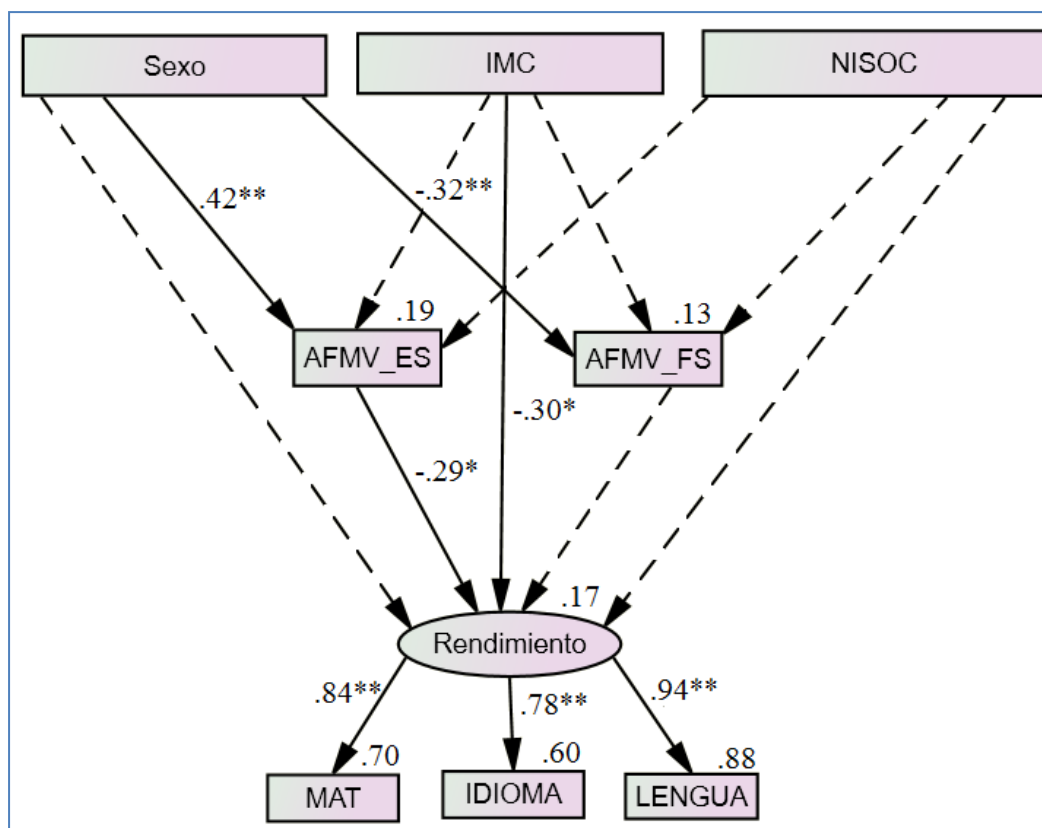 Sexo
IMC
NISOC
.42**
-.32**
.19
.13
AFMV_ES
AFMV_FS
-.30*
-.29*
.17
Rendimiento
.84**
.78**
.94**
.70
.60
.88
MAT
IDIOMA
LENGUA